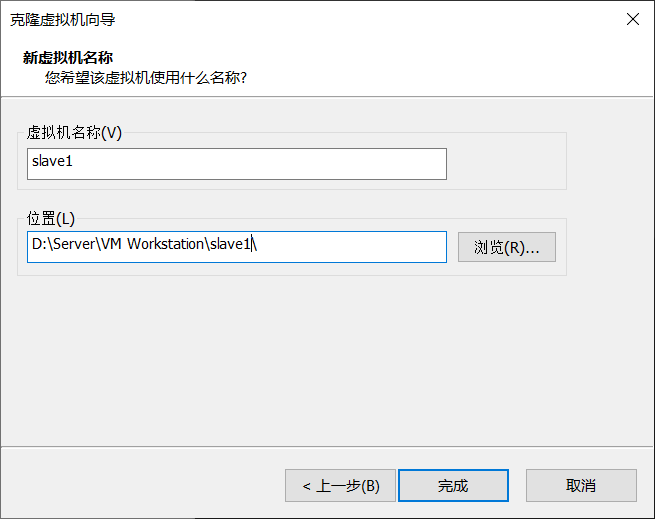 克隆虚拟机向导
新虚拟机名称
您希望该虚拟机使用什么名称?
虚拟机名称(V)
slave1
位置(L)
D:\Server\VM Workstation\slave1\
浏览(R)...
< 上一步(B)
完成
取消